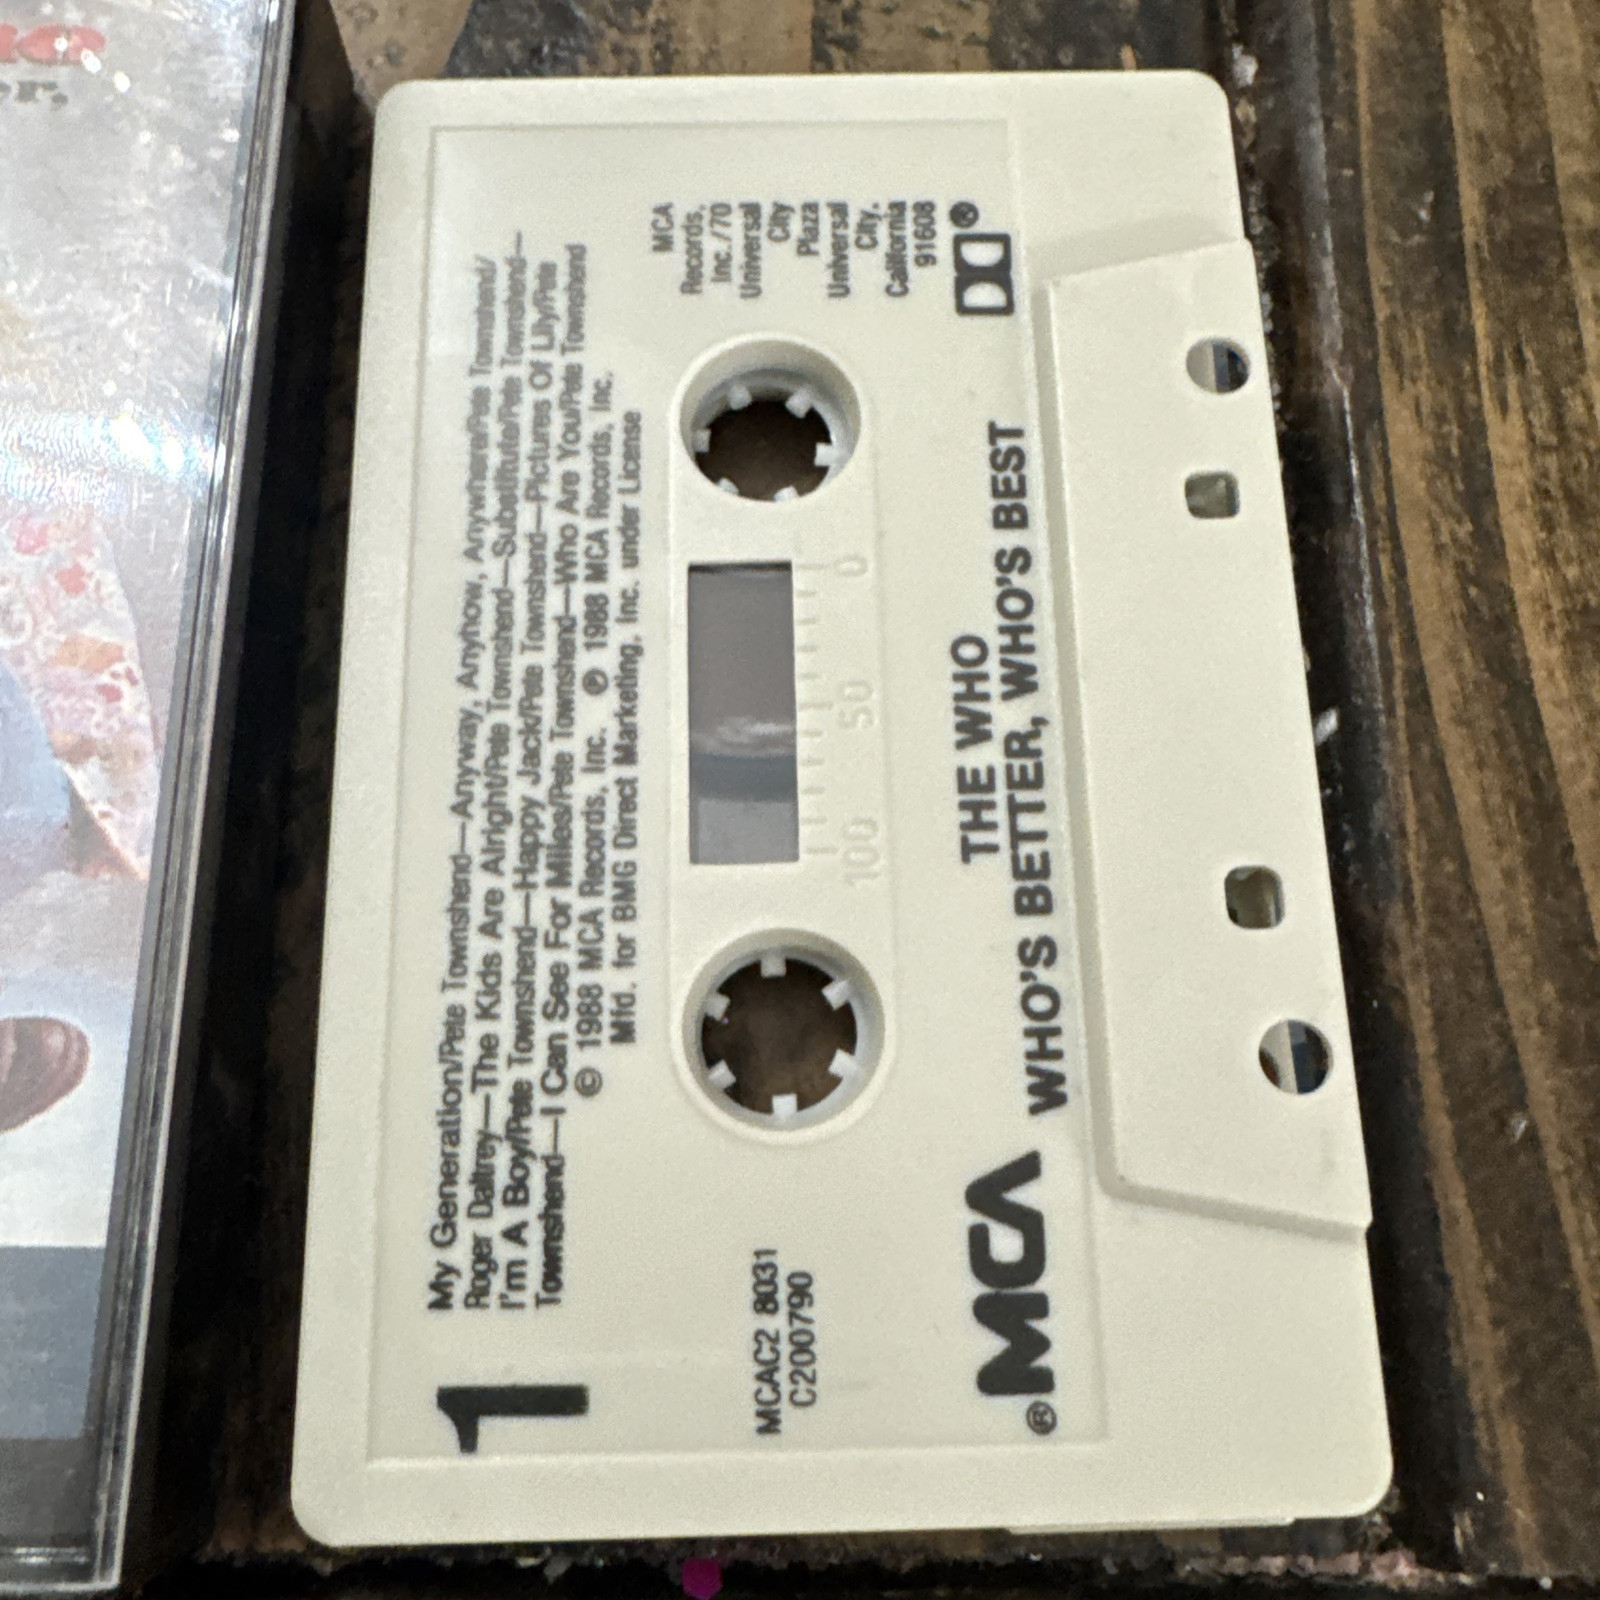 1
My Generation/Pete Townshend—Anyway, Anyhow, Anywhere/Pete Townshend/
Roger Daltrey—The Kids Are Alright/Pete Townshend—Substitute/Pete Townshend—
I'm A Boy/Pete Townshend—Happy Jack/Pete Townshend—Pictures Of Lily/Pete
Townshend—I Can See For Miles/Pete Townshend—Who Are You/Pete Townshend
© 1988 MCA Records, Inc. ℗ 1988 MCA Records, Inc.
Mfd. for BMG Direct Marketing, Inc. under License
MCAC2 8031
C200790
100 50 0
MCA
Records,
Inc./70
Universal
City
Plaza
Universal
City,
California
91608
®
MCA®
THE WHO
WHO'S BETTER, WHO'S BEST